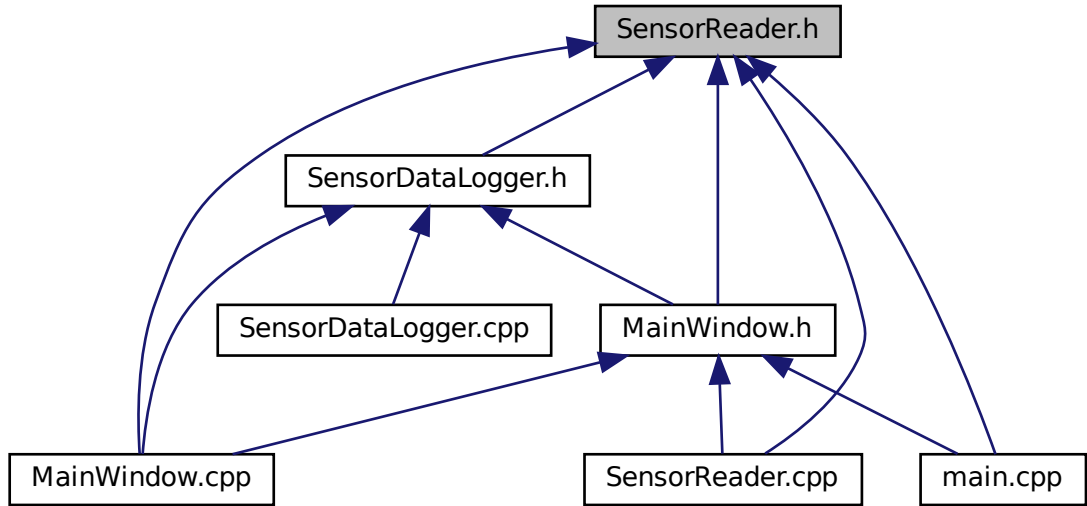 SensorReader.h
SensorDataLogger.h
SensorDataLogger.cpp
MainWindow.h
MainWindow.cpp
SensorReader.cpp
main.cpp